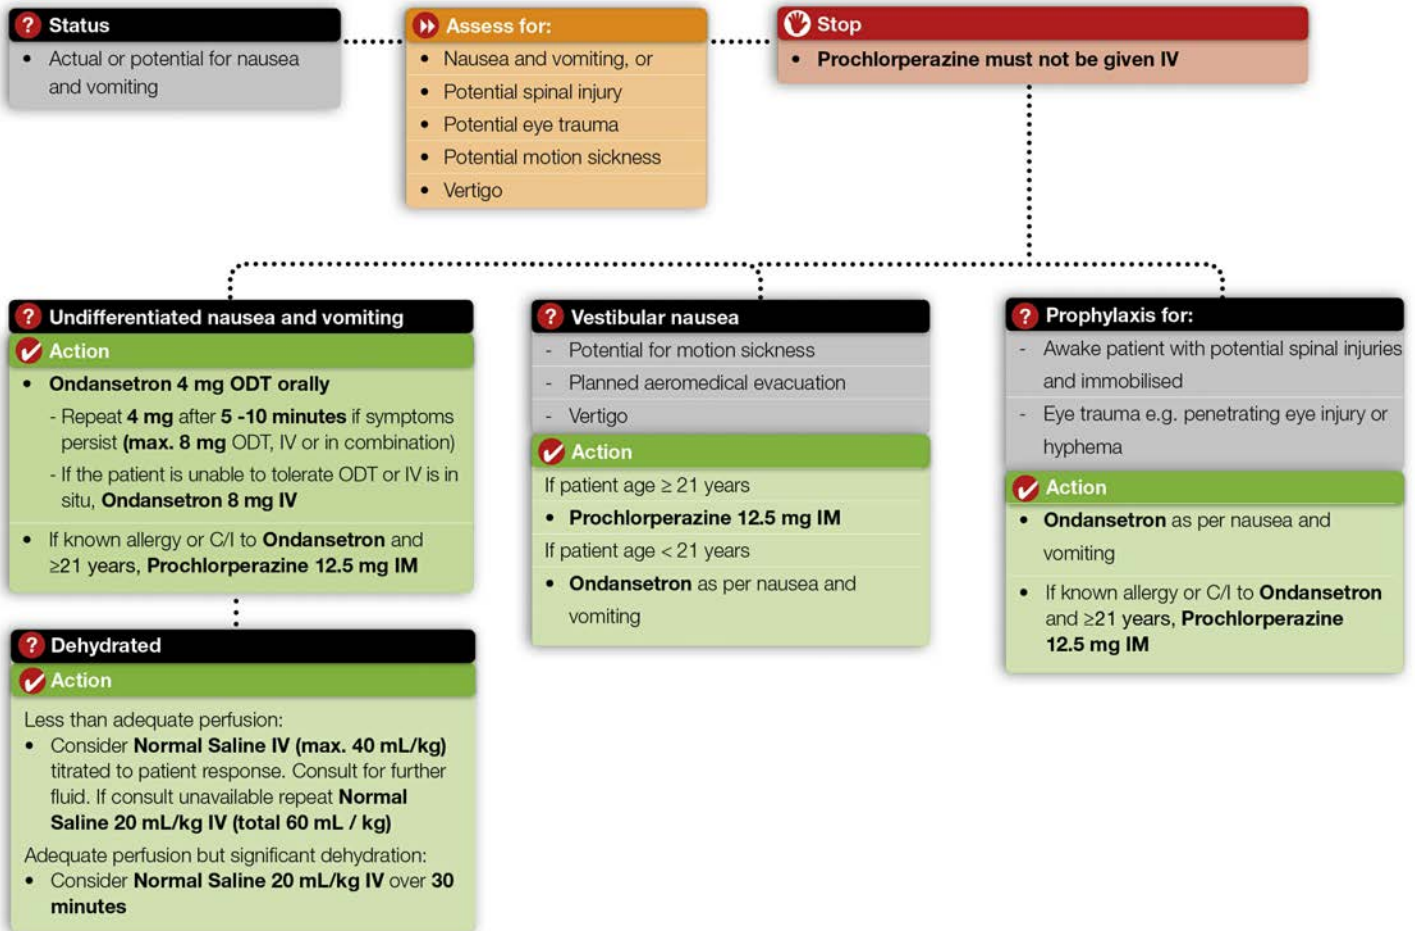 Status
• Actual or potential for nausea
and vomiting
Assess for:
• Nausea and vomiting, or
• Potential spinal injury
• Potential eye trauma
• Potential motion sickness
• Vertigo
Stop
• Prochlorperazine must not be given IV
Undifferentiated nausea and vomiting
Action
• Ondansetron 4 mg ODT orally
- Repeat 4 mg after 5 -10 minutes if symptoms
persist (max. 8 mg ODT, IV or in combination)
- If the patient is unable to tolerate ODT or IV is in
situ, Ondansetron 8 mg IV
• If known allergy or C/I to Ondansetron and
≥21 years, Prochlorperazine 12.5 mg IM
Dehydrated
Action
Less than adequate perfusion:
• Consider Normal Saline IV (max. 40 mL/kg)
titrated to patient response. Consult for further
fluid. If consult unavailable repeat Normal
Saline 20 mL/kg IV (total 60 mL / kg)
Adequate perfusion but significant dehydration:
• Consider Normal Saline 20 mL/kg IV over 30
minutes
Vestibular nausea
- Potential for motion sickness
- Planned aeromedical evacuation
- Vertigo
Action
If patient age ≥ 21 years
• Prochlorperazine 12.5 mg IM
If patient age < 21 years
• Ondansetron as per nausea and
vomiting
Prophylaxis for:
- Awake patient with potential spinal injuries
and immobilised
- Eye trauma e.g. penetrating eye injury or
hyphema
Action
• Ondansetron as per nausea and
vomiting
• If known allergy or C/I to Ondansetron
and ≥21 years, Prochlorperazine
12.5 mg IM